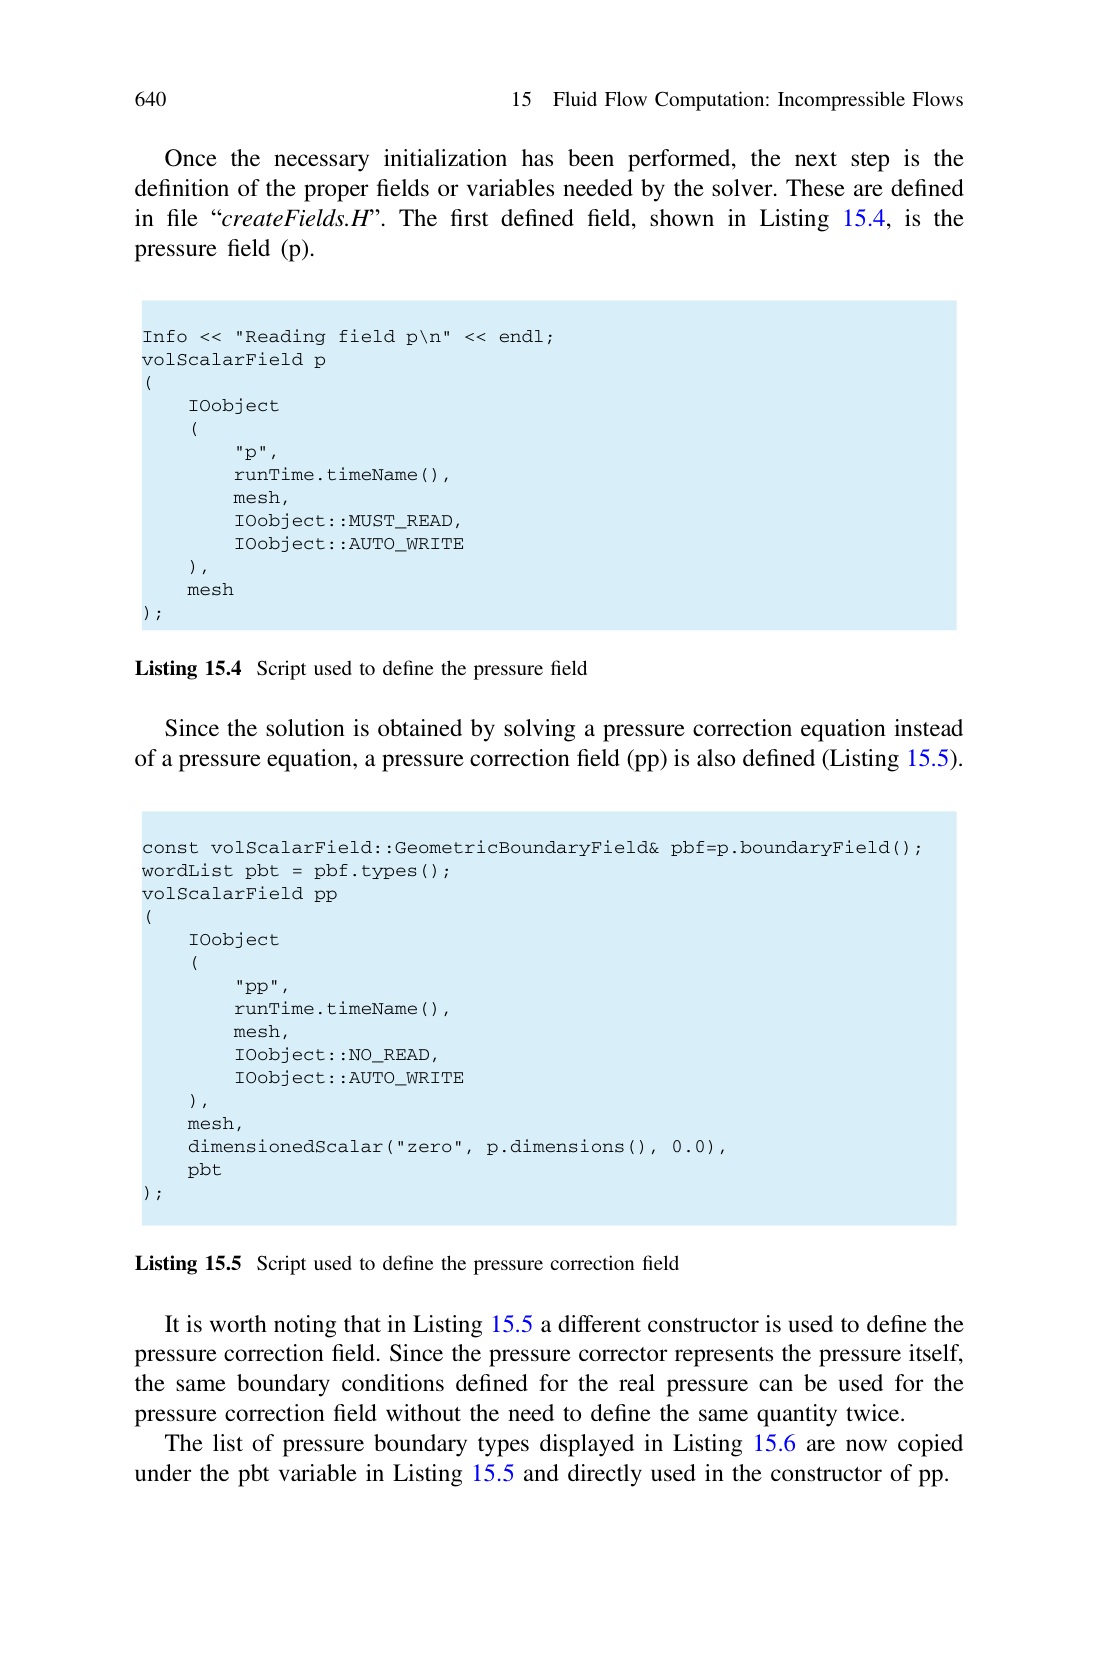 640 15 Fluid Flow Computation: Incompressible Flows
Once the necessary initialization has been performed, the next step is the
definition of the proper fields or variables needed by the solver. These are defined
in file “createFields.H”. The first defined field, shown in Listing 15.4, is the
pressure field (p).
Info << "Reading field p\n" << endl;
volScalarField p
(
    IOobject
    (
        "p",
        runTime.timeName(),
        mesh,
        IOobject::MUST_READ,
        IOobject::AUTO_WRITE
    ),
    mesh
);
Listing 15.4 Script used to define the pressure field
Since the solution is obtained by solving a pressure correction equation instead
of a pressure equation, a pressure correction field (pp) is also defined (Listing 15.5).
const volScalarField::GeometricBoundaryField& pbf=p.boundaryField();
wordList pbt = pbf.types();
volScalarField pp
(
    IOobject
    (
        "pp",
        runTime.timeName(),
        mesh,
        IOobject::NO_READ,
        IOobject::AUTO_WRITE
    ),
    mesh,
    dimensionedScalar("zero", p.dimensions(), 0.0),
    pbt
);
Listing 15.5 Script used to define the pressure correction field
It is worth noting that in Listing 15.5 a different constructor is used to define the
pressure correction field. Since the pressure corrector represents the pressure itself,
the same boundary conditions defined for the real pressure can be used for the
pressure correction field without the need to define the same quantity twice.
The list of pressure boundary types displayed in Listing 15.6 are now copied
under the pbt variable in Listing 15.5 and directly used in the constructor of pp.